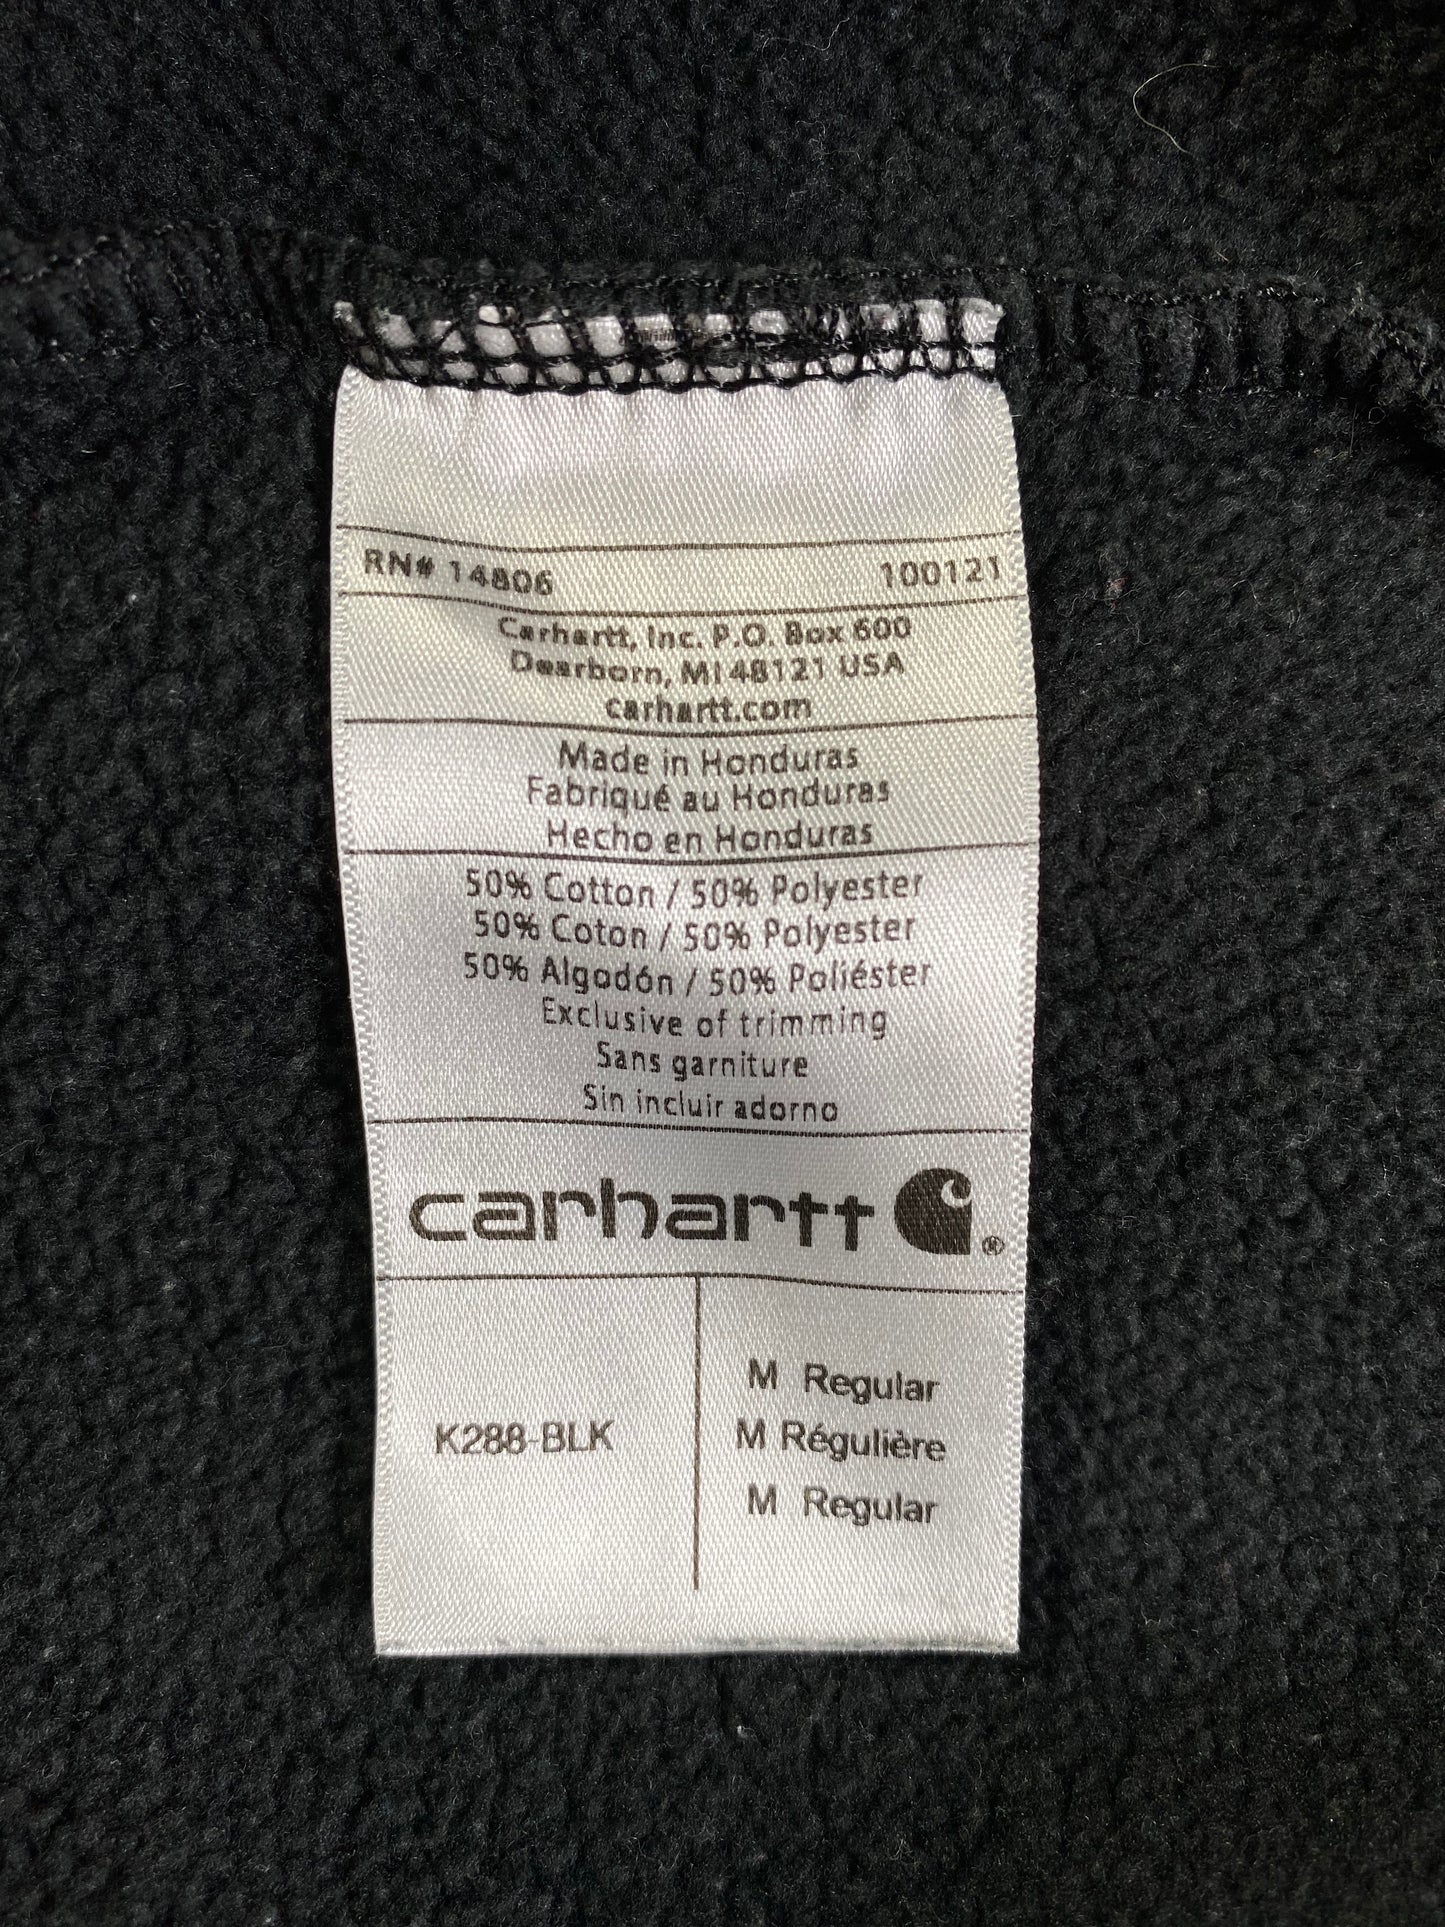 RN# 14806 100121
Carhartt, Inc. P.O. Box 600
Dearborn, MI 48121 USA
carhartt.com
Made in Honduras
Fabriqué au Honduras
Hecho en Honduras
50% Cotton / 50% Polyester
50% Coton / 50% Polyester
50% Algodón / 50% Poliéster
Exclusive of trimming
Sans garniture
Sin incluir adorno
carhartt ®
K288-BLK
M Regular
M Régulière
M Regular